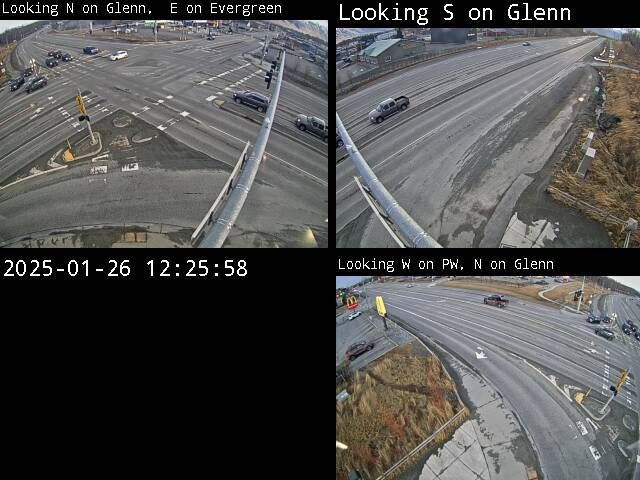 Looking N on Glenn,  E on Evergreen
Looking S on Glenn
2025-01-26 12:25:58
Looking W on PW, N on Glenn